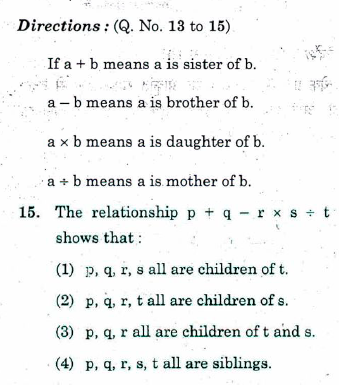 Directions : (Q. No. 13 to 15)
If a + b means a is sister of b.
a − b means a is brother of b.
a × b means a is daughter of b.
a ÷ b means a is mother of b.
15. The relationship p + q − r × s ÷ t
shows that :
(1) p, q, r, s all are children of t.
(2) p, q, r, t all are children of s.
(3) p, q, r all are children of t and s.
(4) p, q, r, s, t all are siblings.